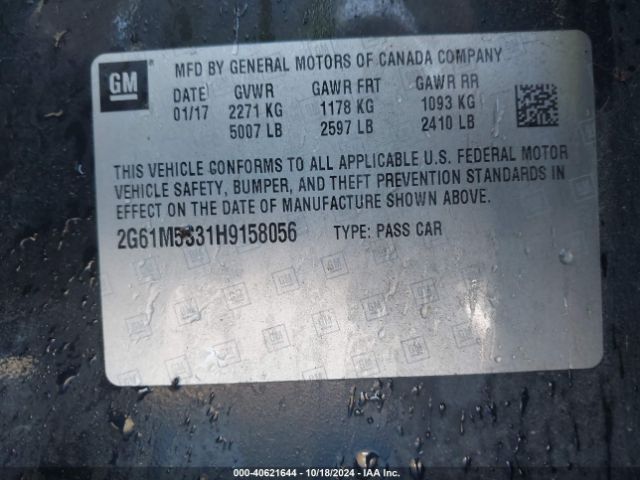 GM
MFD BY GENERAL MOTORS OF CANADA COMPANY
DATE GVWR GAWR FRT GAWR RR
01/17 2271 KG 1178 KG 1093 KG
5007 LB 2597 LB 2410 LB
THIS VEHICLE CONFORMS TO ALL APPLICABLE U.S. FEDERAL MOTOR
VEHICLE SAFETY, BUMPER, AND THEFT PREVENTION STANDARDS IN
EFFECT ON THE DATE OF MANUFACTURE SHOWN ABOVE.
2G61M5S31H9158056 TYPE: PASS CAR
000-40621644 | 10/18/2024 - IAA Inc.